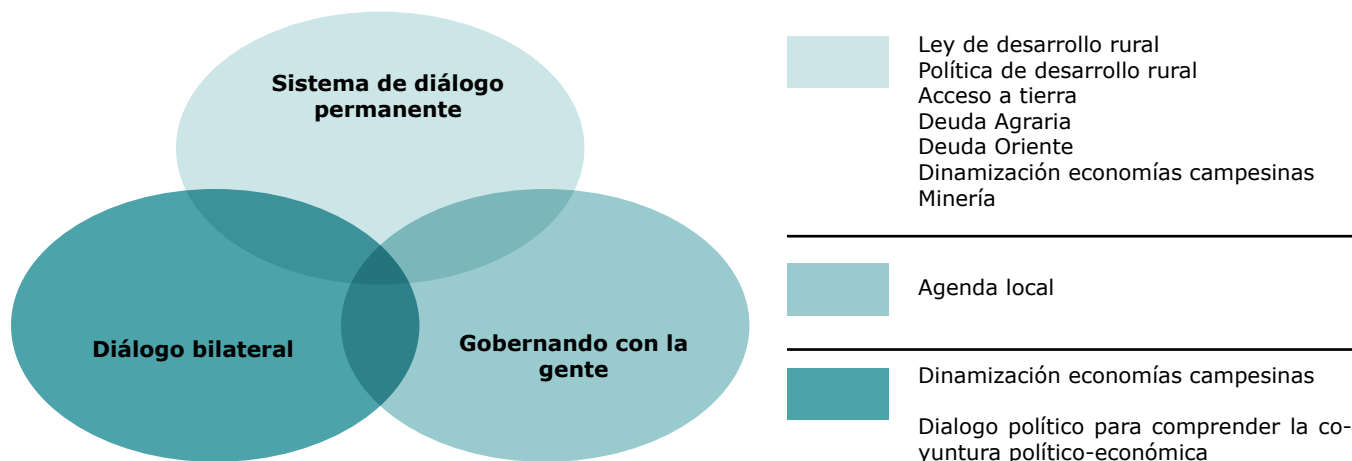 Sistema de diálogo
permanente
Diálogo bilateral
Gobernando con la
gente
Ley de desarrollo rural
Política de desarrollo rural
Acceso a tierra
Deuda Agraria
Deuda Oriente
Dinamización economías campesinas
Minería
Agenda local
Dinamización economías campesinas
Dialogo político para comprender la co-
yuntura político-económica